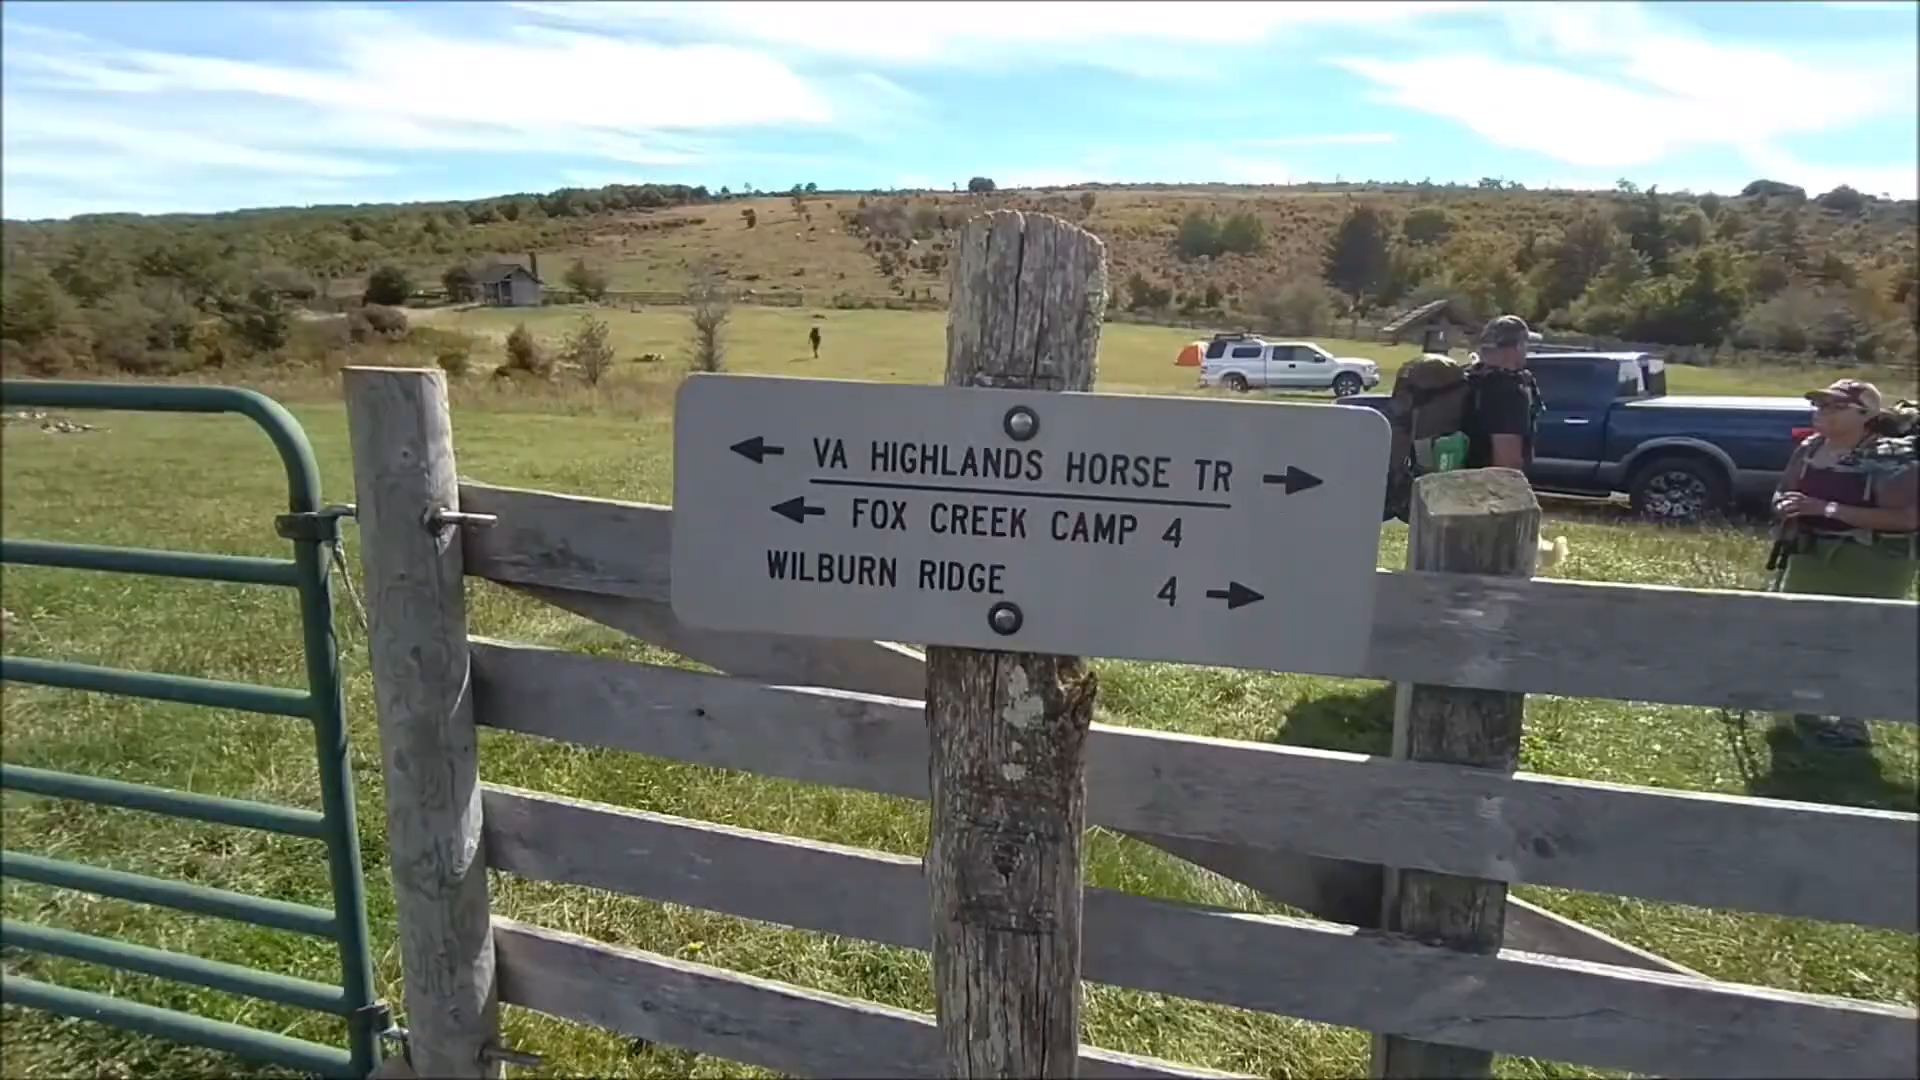 ← VA HIGHLANDS HORSE TR →
← FOX CREEK CAMP 4
WILBURN RIDGE 4 →